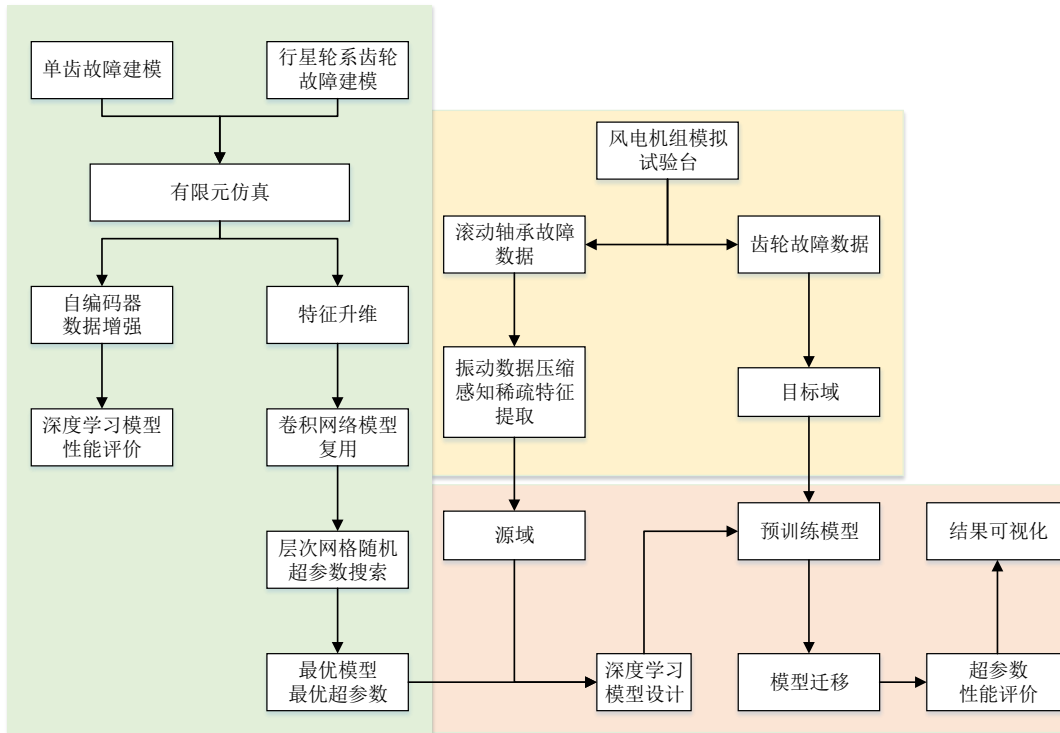 单齿故障建模
行星轮系齿轮
故障建模
有限元仿真
自编码器
数据增强
特征升维
深度学习模型
性能评价
卷积网络模型
复用
层次网格随机
超参数搜索
最优模型
最优超参数
风电机组模拟
试验台
滚动轴承故障
数据
齿轮故障数据
振动数据压缩
感知稀疏特征
提取
目标域
源域
预训练模型
结果可视化
深度学习
模型设计
模型迁移
超参数
性能评价